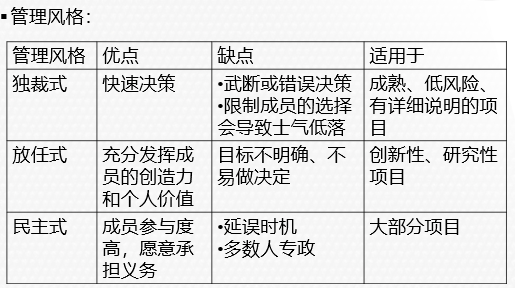 ▪管理风格：
管理风格 优点 缺点 适用于
独裁式 快速决策 •武断或错误决策 成熟、低风险、
•限制成员的选择 有详细说明的项
会导致士气低落 目
放任式 充分发挥成 目标不明确、不 创新性、研究性
员的创造力 易做决定 项目
和个人价值
民主式 成员参与度 •延误时机 大部分项目
高，愿意承 •多数人专政
担义务